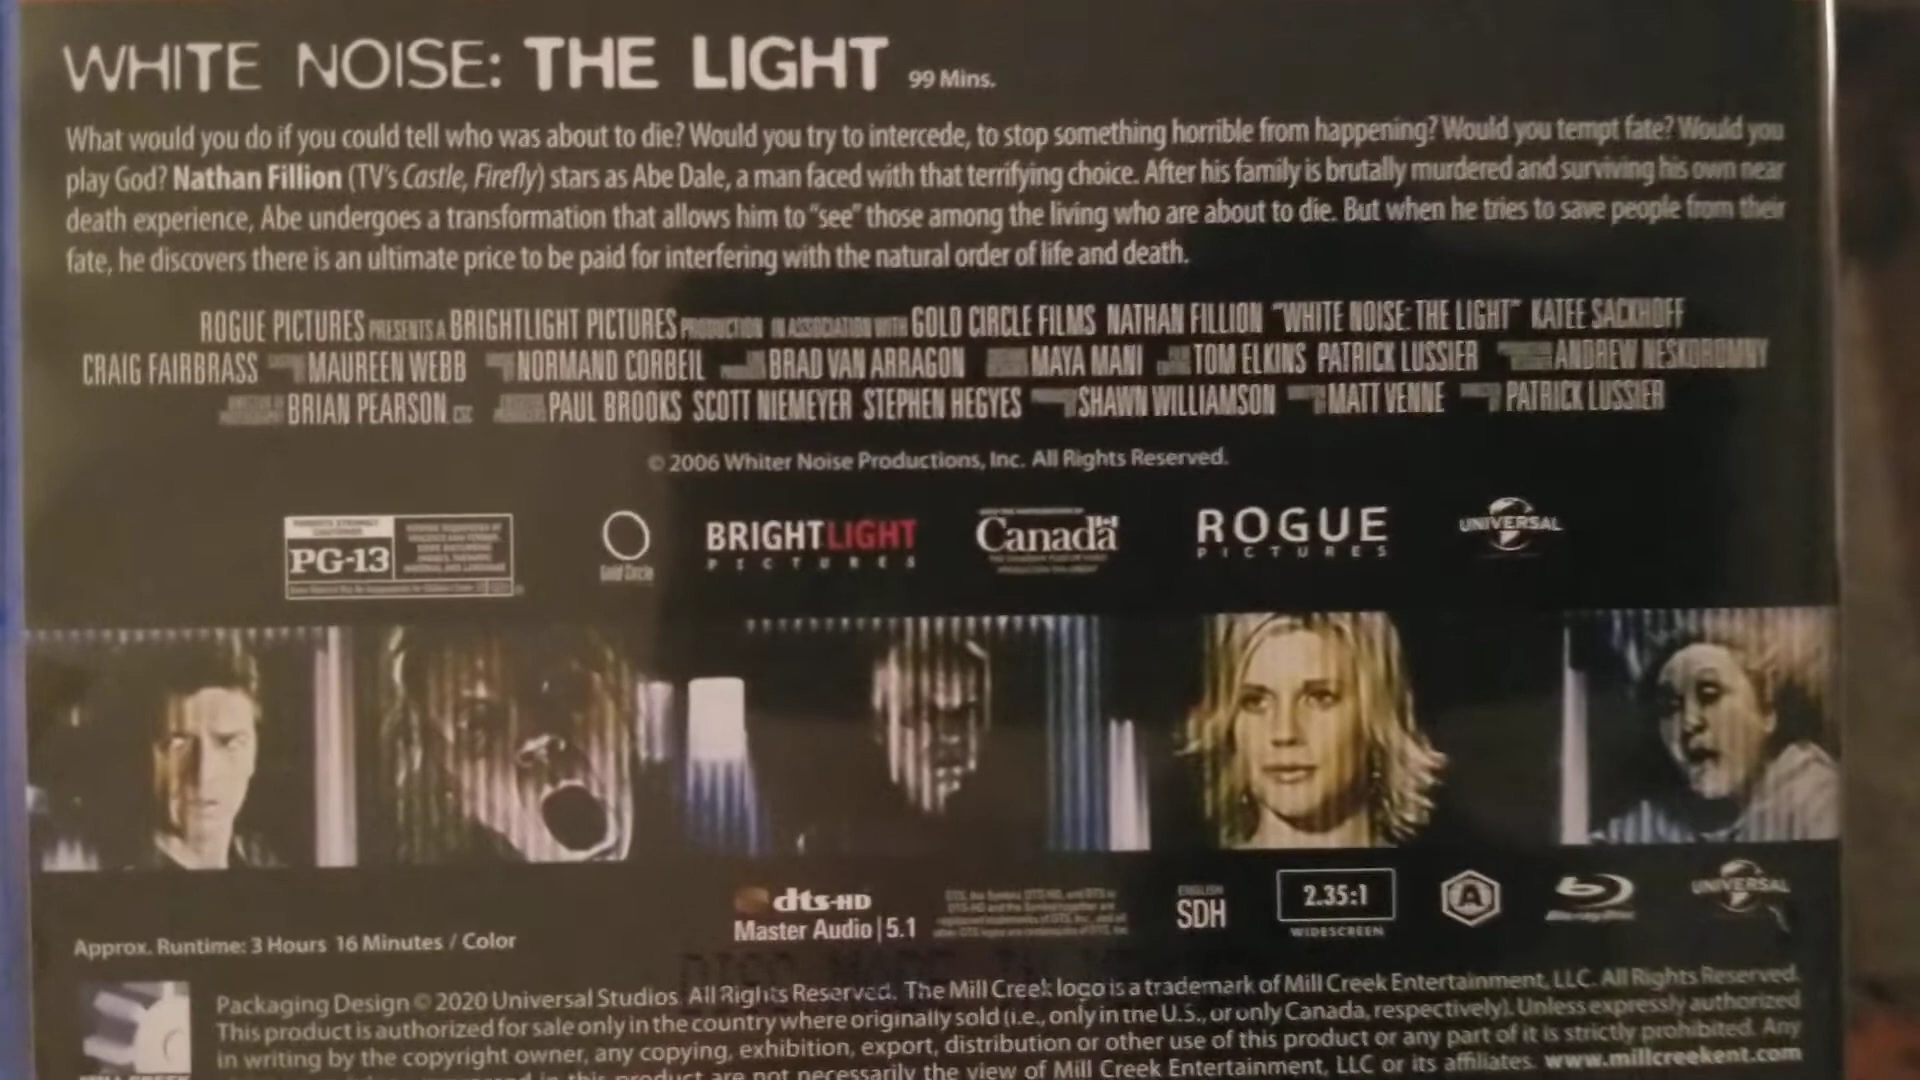 WHITE NOISE: THE LIGHT 99 Mins.
What would you do if you could tell who was about to die? Would you try to intercede, to stop something horrible from happening? Would you tempt fate? Would you
play God? Nathan Fillion (TV's Castle, Firefly) stars as Abe Dale, a man faced with that terrifying choice. After his family is brutally murdered and surviving his own near
death experience, Abe undergoes a transformation that allows him to "see" those among the living who are about to die. But when he tries to save people from their
fate, he discovers there is an ultimate price to be paid for interfering with the natural order of life and death.
ROGUE PICTURES PRESENTS A BRIGHTLIGHT PICTURES PRODUCTION IN ASSOCIATION WITH GOLD CIRCLE FILMS NATHAN FILLION "WHITE NOISE: THE LIGHT" KATEE SACKHOFF
CRAIG FAIRBRASS MAUREEN WEBB NORMAND CORBEIL BRAD VAN ARRAGON MAYA MANI TOM ELKINS PATRICK LUSSIER ANDREW NESKOROMNY
BRIAN PEARSON CSC PAUL BROOKS SCOTT NIEMEYER STEPHEN HEGYES SHAWN WILLIAMSON MATT VENNE PATRICK LUSSIER
© 2006 Whiter Noise Productions, Inc. All Rights Reserved.
PARENTS STRONGLY CAUTIONED
PG-13
Gold Circle
BRIGHTLIGHT
PICTURES
Canada
ROGUE
PICTURES
UNIVERSAL
dts-HD
Master Audio | 5.1
ENGLISH
SDH
2.35:1
WIDESCREEN
A
Blu-ray Disc
UNIVERSAL
Approx. Runtime: 3 Hours 16 Minutes / Color
Packaging Design © 2020 Universal Studios. All Rights Reserved. The Mill Creek logo is a trademark of Mill Creek Entertainment, LLC. All Rights Reserved.
This product is authorized for sale only in the country where originally sold (i.e., only in the U.S., or only Canada, respectively). Unless expressly authorized
in writing by the copyright owner, any copying, exhibition, export, distribution or other use of this product or any part of it is strictly prohibited. Any
in this product are not necessarily the view of Mill Creek Entertainment, LLC or its affiliates. www.millcreekent.com